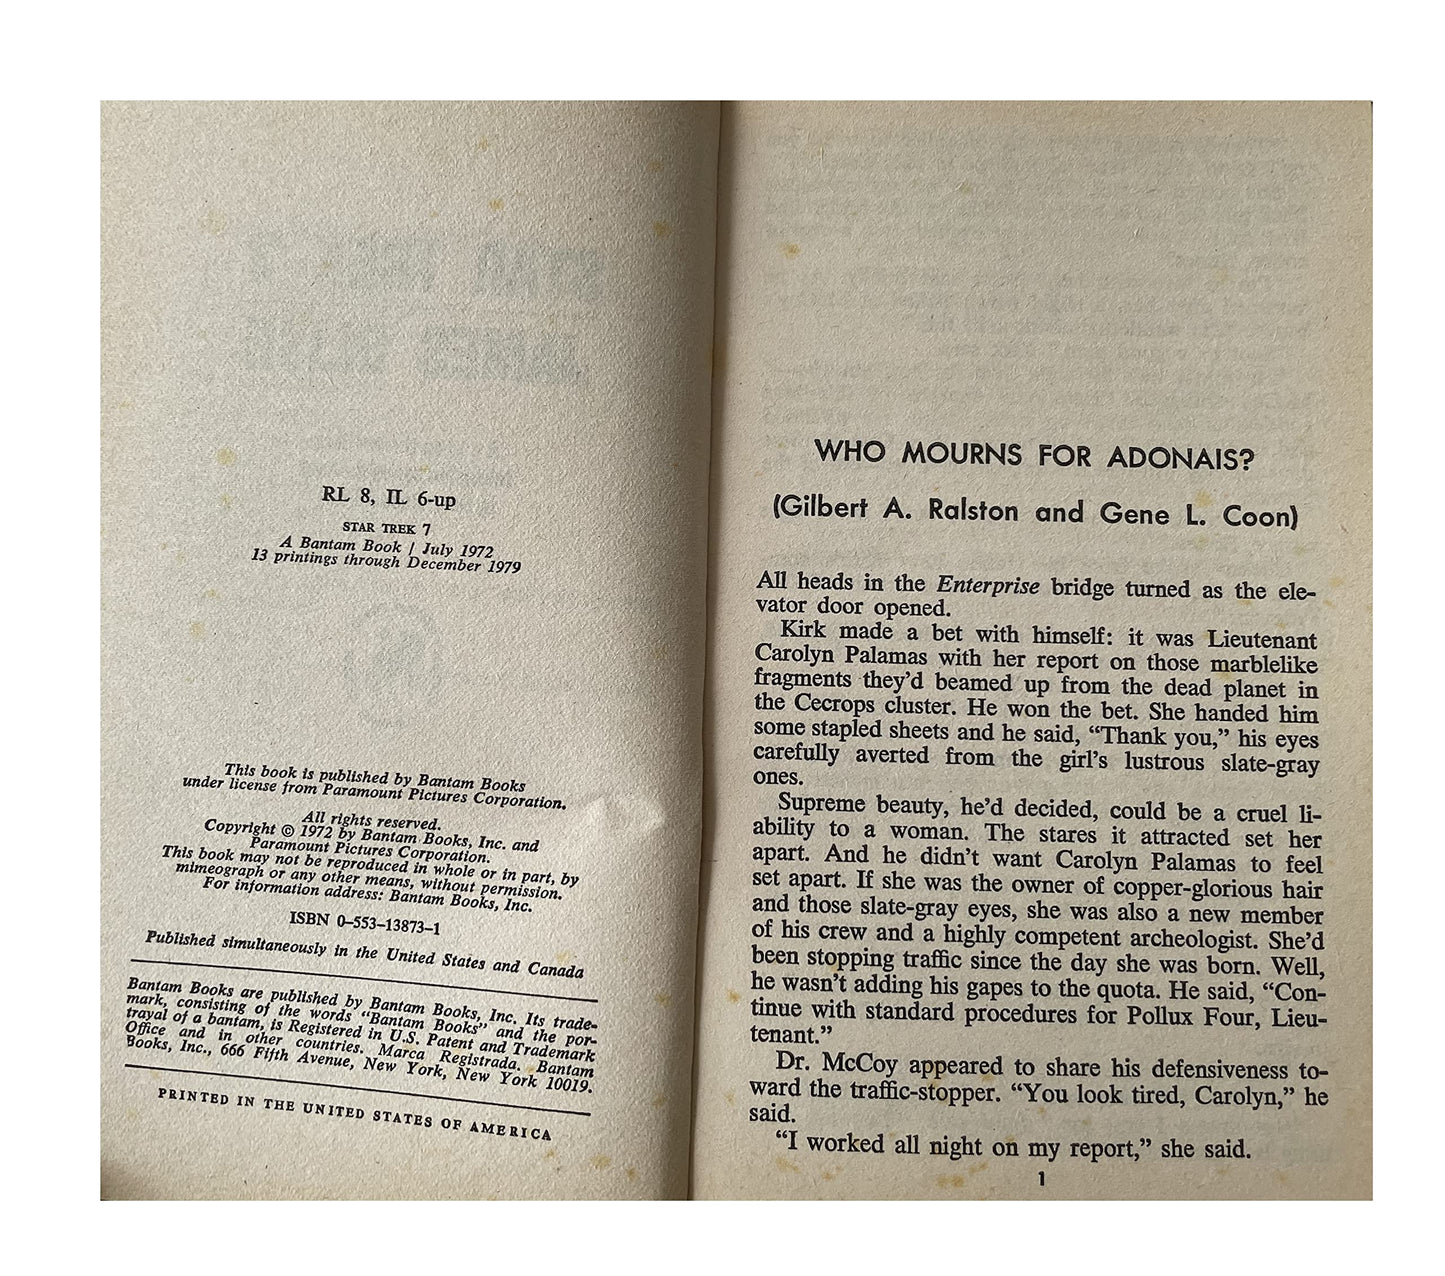 RL 8, IL 6-up
STAR TREK 7
A Bantam Book / July 1972
13 printings through December 1979
This book is published by Bantam Books
under license from Paramount Pictures Corporation.
All rights reserved.
Copyright © 1972 by Bantam Books, Inc. and
Paramount Pictures Corporation.
This book may not be reproduced in whole or in part, by
mimeograph or any other means, without permission.
For information address: Bantam Books, Inc.
ISBN 0–553–13873–1
Published simultaneously in the United States and Canada
Bantam Books are published by Bantam Books, Inc. Its trade-
mark, consisting of the words "Bantam Books" and the por-
trayal of a bantam, is Registered in U.S. Patent and Trademark
Office and in other countries. Marca Registrada. Bantam
Books, Inc., 666 Fifth Avenue, New York, New York 10019.
PRINTED IN THE UNITED STATES OF AMERICA
WHO MOURNS FOR ADONAIS?
(Gilbert A. Ralston and Gene L. Coon)
All heads in the Enterprise bridge turned as the ele-
vator door opened.
Kirk made a bet with himself: it was Lieutenant
Carolyn Palamas with her report on those marblelike
fragments they'd beamed up from the dead planet in
the Cecrops cluster. He won the bet. She handed him
some stapled sheets and he said, "Thank you," his eyes
carefully averted from the girl's lustrous slate-gray
ones.
Supreme beauty, he'd decided, could be a cruel li-
ability to a woman. The stares it attracted set her
apart. And he didn't want Carolyn Palamas to feel
set apart. If she was the owner of copper-glorious hair
and those slate-gray eyes, she was also a new member
of his crew and a highly competent archeologist. She'd
been stopping traffic since the day she was born. Well,
he wasn't adding his gapes to the quota. He said, "Con-
tinue with standard procedures for Pollux Four, Lieu-
tenant."
Dr. McCoy appeared to share his defensiveness to-
ward the traffic-stopper. "You look tired, Carolyn," he
said.
"I worked all night on my report," she said.
1